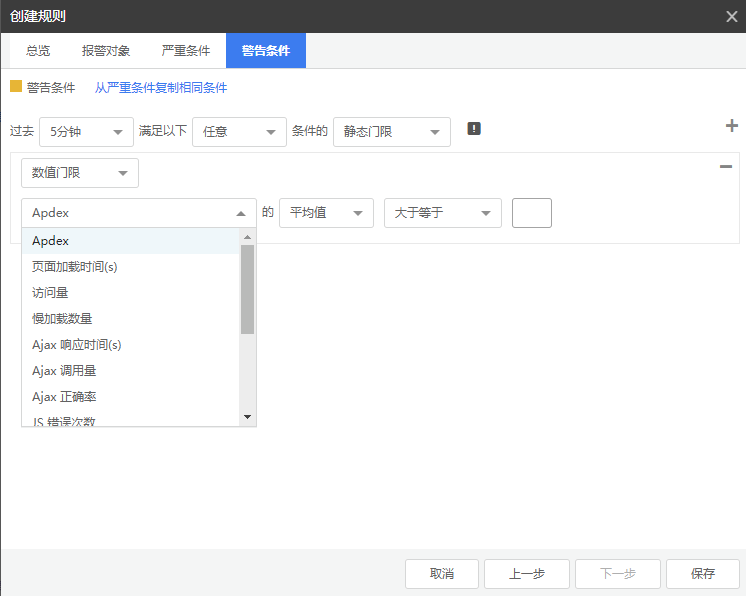 创建规则
总览 报警对象 严重条件 警告条件
警告条件 从严重条件复制相同条件
过去 5分钟 满足以下 任意 条件的 静态门限
数值门限
Apdex 的 平均值 大于等于
Apdex
页面加载时间(s)
访问量
慢加载数量
Ajax 响应时间(s)
Ajax 调用量
Ajax 正确率
JS 错误次数
取消 上一步 下一步 保存